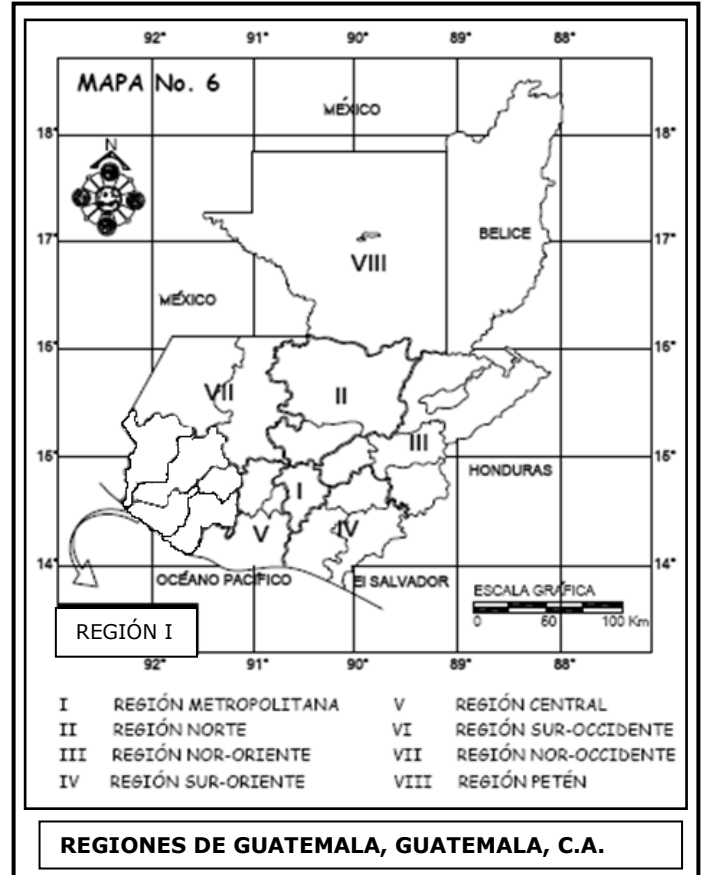 92° 91° 90° 89° 88°
MAPA No. 6
MÉXICO
18° 18°
N
17° 17°
BELICE
VIII
MÉXICO
16° 16°
VII
II
III
15° 15°
HONDURAS
I
IV
V
14° 14°
OCÉANO PACÍFICO
El SALVADOR
ESCALA GRÁFICA
0 60 100 Km
REGIÓN I
92° 91° 90° 89° 88°
I REGIÓN METROPOLITANA
II REGIÓN NORTE
III REGIÓN NOR-ORIENTE
IV REGIÓN SUR-ORIENTE
V REGIÓN CENTRAL
VI REGIÓN SUR-OCCIDENTE
VII REGIÓN NOR-OCCIDENTE
VIII REGIÓN PETÉN
REGIONES DE GUATEMALA, GUATEMALA, C.A.